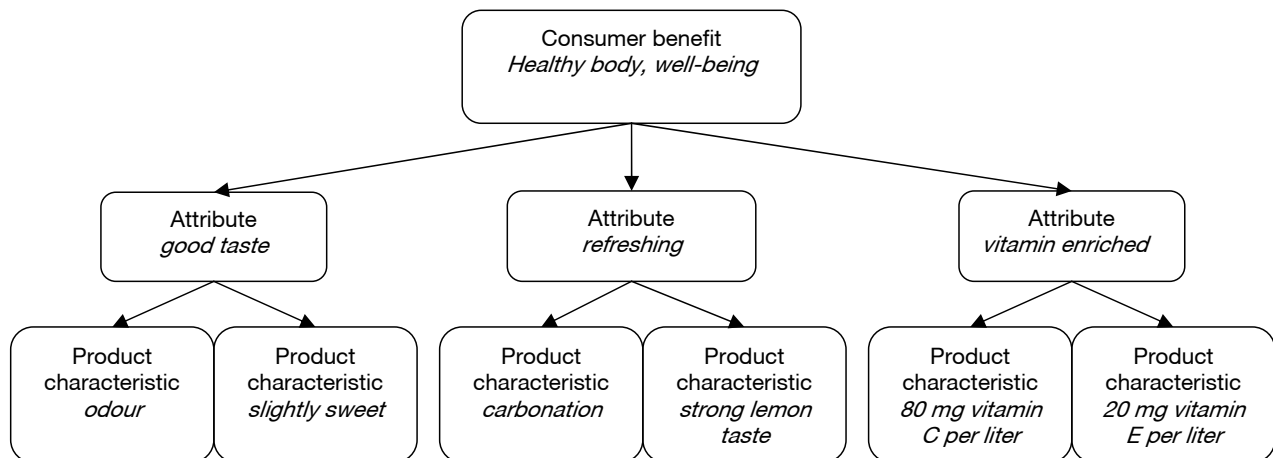 Consumer benefit
Healthy body, well-being
Attribute
good taste
Attribute
refreshing
Attribute
vitamin enriched
Product
characteristic
odour
Product
characteristic
slightly sweet
Product
characteristic
carbonation
Product
characteristic
strong lemon
taste
Product
characteristic
80 mg vitamin
C per liter
Product
characteristic
20 mg vitamin
E per liter